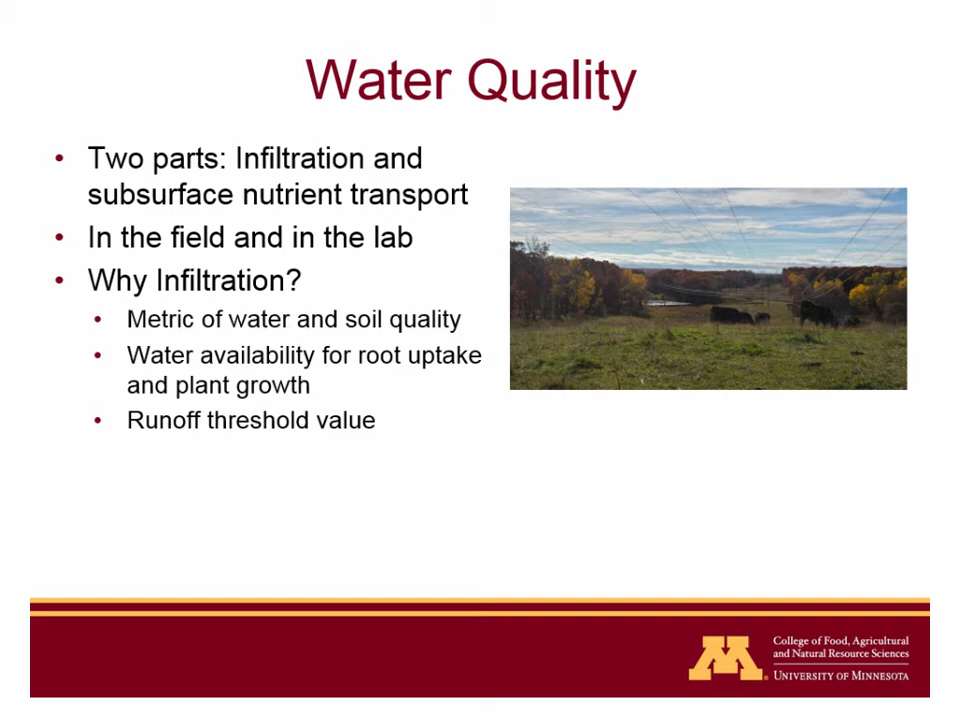 Water Quality
• Two parts: Infiltration and
subsurface nutrient transport
• In the field and in the lab
• Why Infiltration?
• Metric of water and soil quality
• Water availability for root uptake
and plant growth
• Runoff threshold value
M
College of Food, Agricultural
and Natural Resource Sciences
University of Minnesota